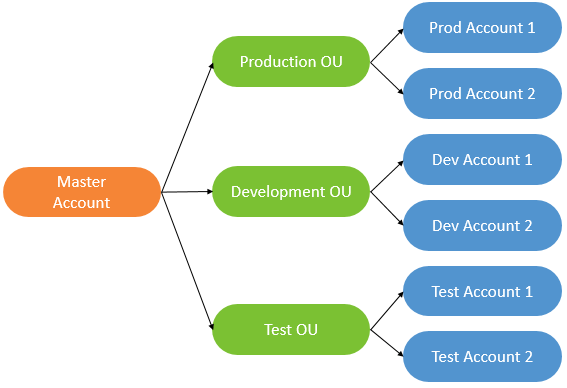 Master
Account
Production OU
Development OU
Test OU
Prod Account 1
Prod Account 2
Dev Account 1
Dev Account 2
Test Account 1
Test Account 2